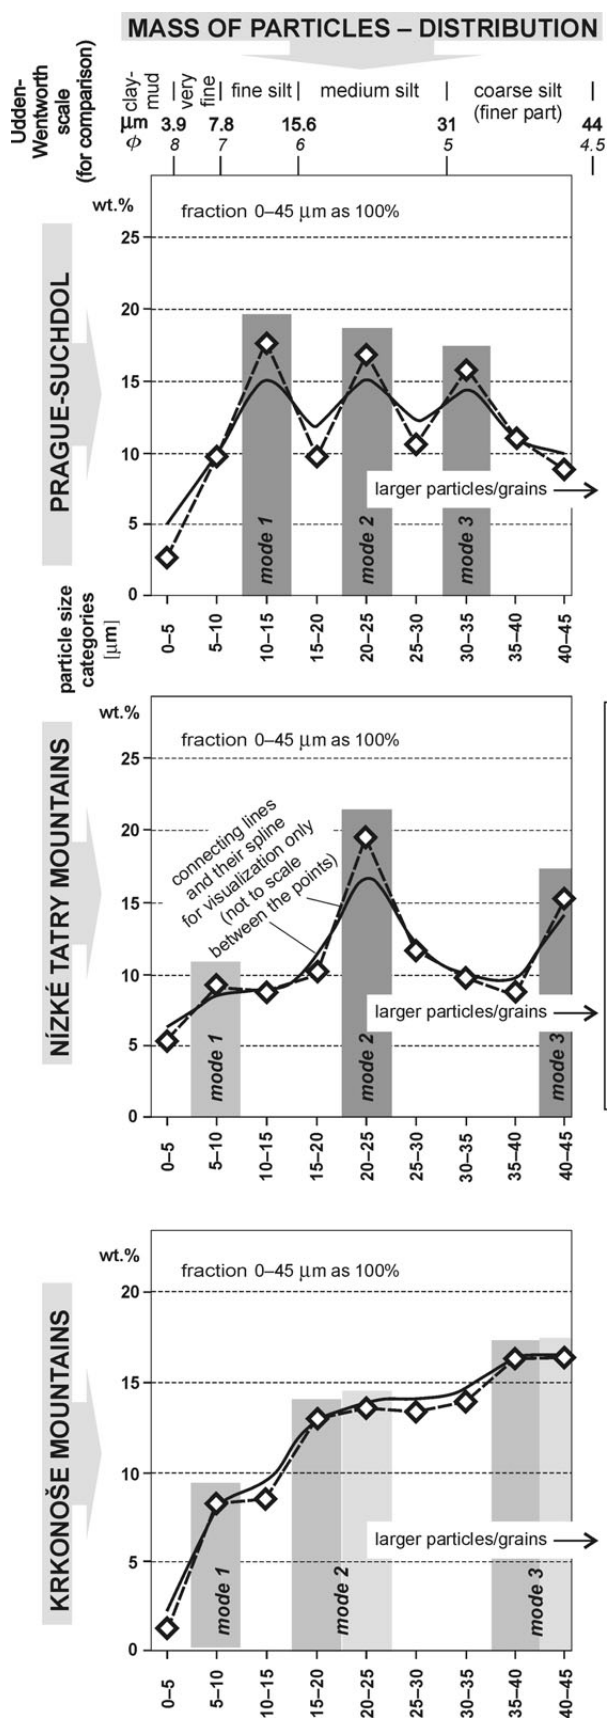 MASS OF PARTICLES – DISTRIBUTION
Udden-
Wentworth
scale
(for comparison)
clay-
mud
very
fine
fine silt
medium silt
coarse silt
(finer part)
μm 3.9 7.8 15.6 31 44
ϕ 8 7 6 5 4.5
PRAGUE-SUCHDOL
wt.%
fraction 0–45 μm as 100%
25
20
15
10
5
0
larger particles/grains
mode 1
mode 2
mode 3
particle size
categories
[μm]
0–5
5–10
10–15
15–20
20–25
25–30
30–35
35–40
40–45
NÍZKÉ TATRY MOUNTAINS
wt.%
fraction 0–45 μm as 100%
25
20
15
10
5
0
connecting lines
and their spline
for visualization only
(not to scale
between the points)
larger particles/grains
mode 1
mode 2
mode 3
0–5
5–10
10–15
15–20
20–25
25–30
30–35
35–40
40–45
KRKONOŠE MOUNTAINS
wt.%
fraction 0–45 μm as 100%
20
15
10
5
0
larger particles/grains
mode 1
mode 2
mode 3
0–5
5–10
10–15
15–20
20–25
25–30
30–35
35–40
40–45